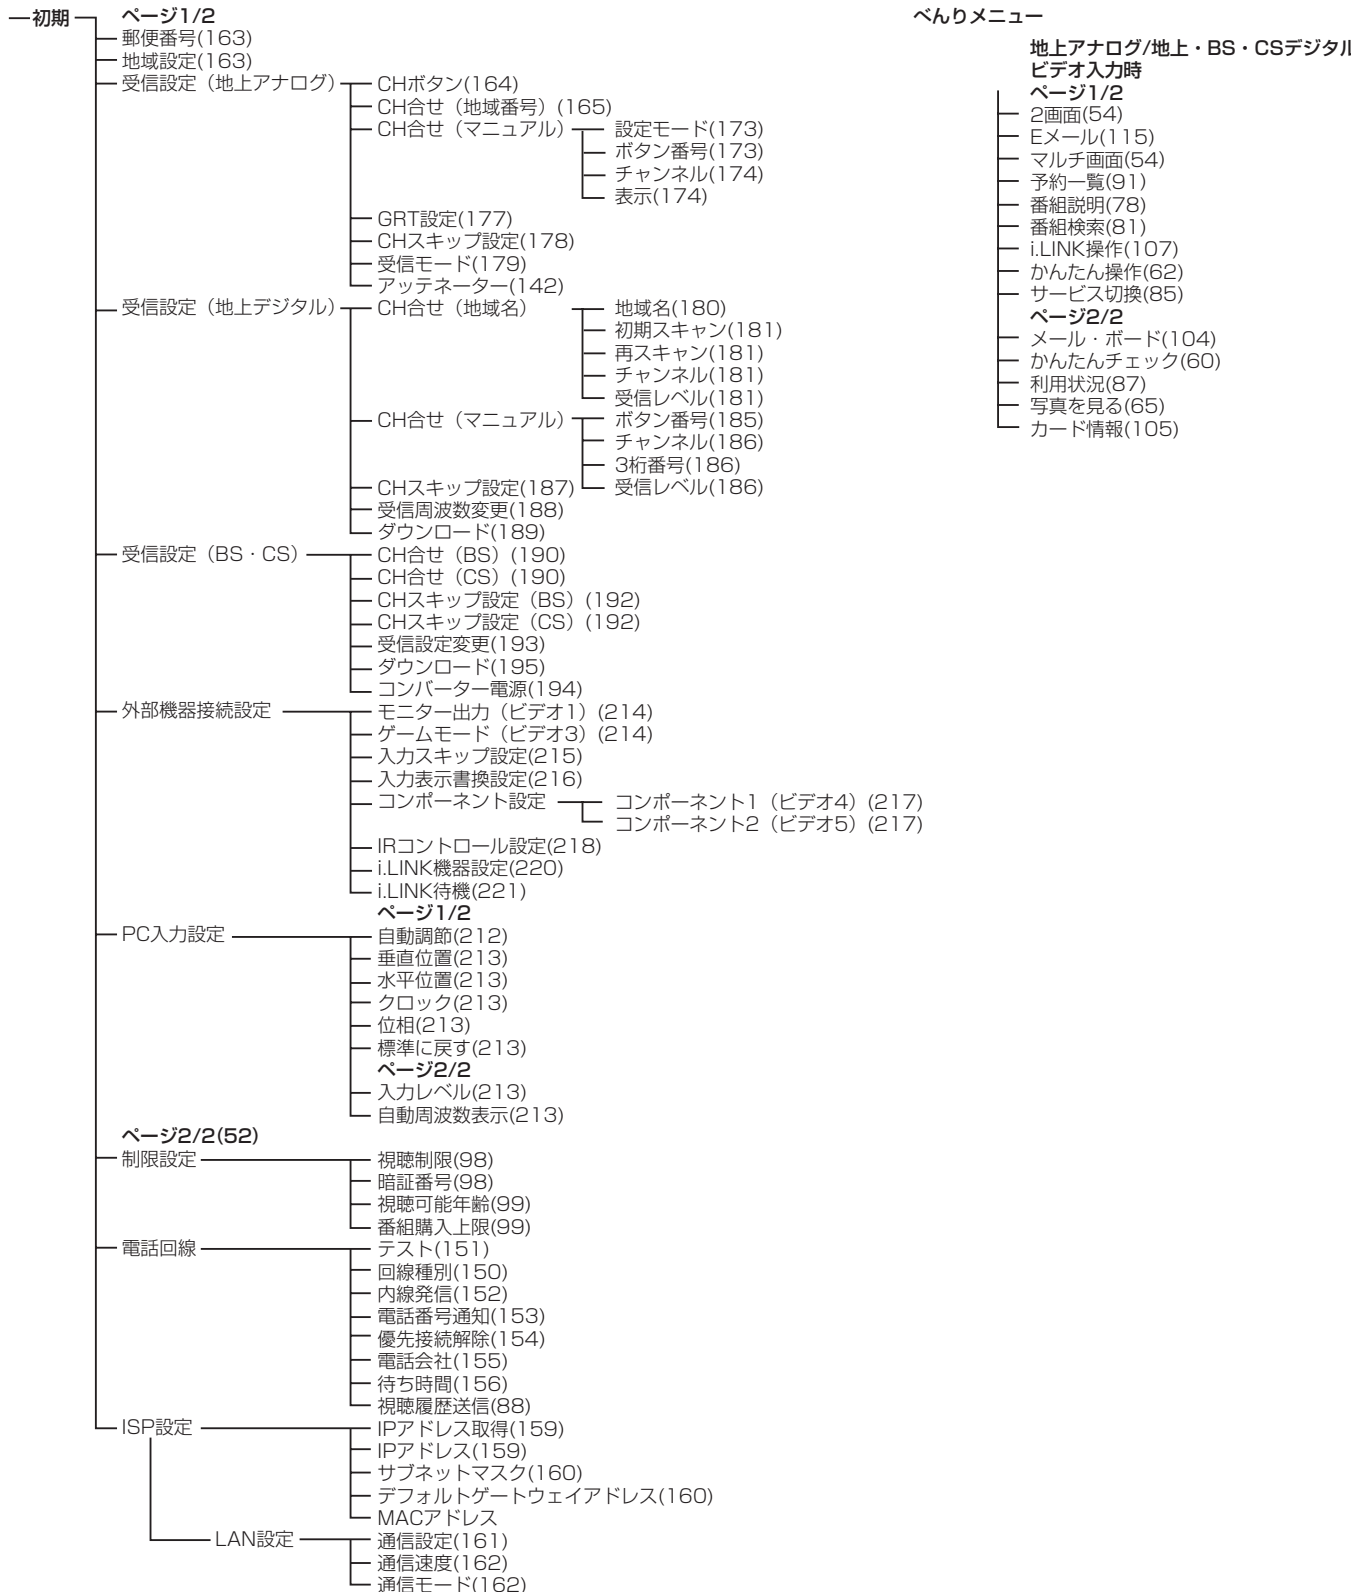 初期
ページ1/2
郵便番号(163)
地域設定(163)
受信設定（地上アナログ）
CHボタン(164)
CH合せ（地域番号）(165)
CH合せ（マニュアル）
設定モード(173)
ボタン番号(173)
チャンネル(174)
表示(174)
GRT設定(177)
CHスキップ設定(178)
受信モード(179)
アッテネーター(142)
受信設定（地上デジタル）
CH合せ（地域名）
地域名(180)
初期スキャン(181)
再スキャン(181)
チャンネル(181)
受信レベル(181)
CH合せ（マニュアル）
ボタン番号(185)
チャンネル(186)
3桁番号(186)
受信レベル(186)
CHスキップ設定(187)
受信周波数変更(188)
ダウンロード(189)
受信設定（BS・CS）
CH合せ（BS）(190)
CH合せ（CS）(190)
CHスキップ設定（BS）(192)
CHスキップ設定（CS）(192)
受信設定変更(193)
ダウンロード(195)
コンバーター電源(194)
外部機器接続設定
モニター出力（ビデオ1）(214)
ゲームモード（ビデオ3）(214)
入力スキップ設定(215)
入力表示書換設定(216)
コンポーネント設定
コンポーネント1（ビデオ4）(217)
コンポーネント2（ビデオ5）(217)
IRコントロール設定(218)
i.LINK機器設定(220)
i.LINK待機(221)
PC入力設定
ページ1/2
自動調節(212)
垂直位置(213)
水平位置(213)
クロック(213)
位相(213)
標準に戻す(213)
ページ2/2
入力レベル(213)
自動周波数表示(213)
ページ2/2(52)
制限設定
視聴制限(98)
暗証番号(98)
視聴可能年齢(99)
番組購入上限(99)
電話回線
テスト(151)
回線種別(150)
内線発信(152)
電話番号通知(153)
優先接続解除(154)
電話会社(155)
待ち時間(156)
視聴履歴送信(88)
ISP設定
IPアドレス取得(159)
IPアドレス(159)
サブネットマスク(160)
デフォルトゲートウェイアドレス(160)
MACアドレス
LAN設定
通信設定(161)
通信速度(162)
通信モード(162)
べんりメニュー
地上アナログ/地上・BS・CSデジタル
ビデオ入力時
ページ1/2
2画面(54)
Eメール(115)
マルチ画面(54)
予約一覧(91)
番組説明(78)
番組検索(81)
i.LINK操作(107)
かんたん操作(62)
サービス切換(85)
ページ2/2
メール・ボード(104)
かんたんチェック(60)
利用状況(87)
写真を見る(65)
カード情報(105)